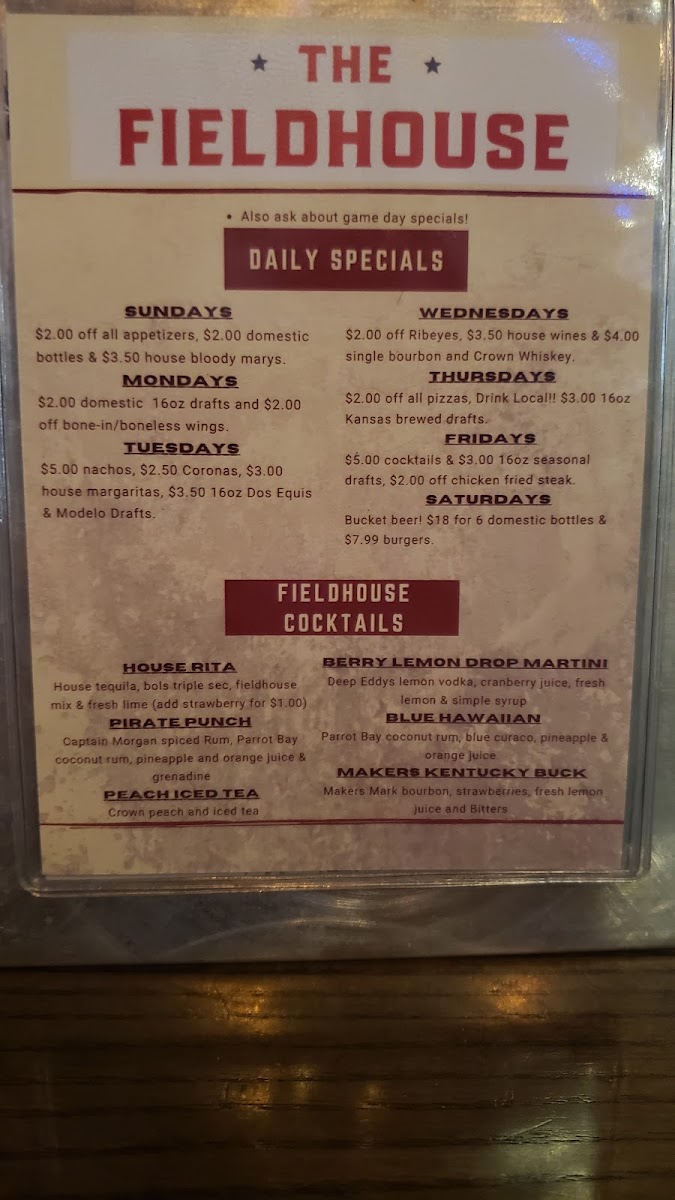 THE
FIELDHOUSE
• Also ask about game day specials!
DAILY SPECIALS
SUNDAYS
$2.00 off all appetizers, $2.00 domestic
bottles & $3.50 house bloody marys.
MONDAYS
$2.00 domestic 16oz drafts and $2.00
off bone-in/boneless wings.
TUESDAYS
$5.00 nachos, $2.50 Coronas, $3.00
house margaritas, $3.50 16oz Dos Equis
& Modelo Drafts.
WEDNESDAYS
$2.00 off Ribeyes, $3.50 house wines & $4.00
single bourbon and Crown Whiskey.
THURSDAYS
$2.00 off all pizzas, Drink Local!! $3.00 16oz
Kansas brewed drafts.
FRIDAYS
$5.00 cocktails & $3.00 16oz seasonal
drafts, $2.00 off chicken fried steak.
SATURDAYS
Bucket beer! $18 for 6 domestic bottles &
$7.99 burgers.
FIELDHOUSE
COCKTAILS
HOUSE RITA
House tequila, bols triple sec, fieldhouse
mix & fresh lime (add strawberry for $1.00)
PIRATE PUNCH
Captain Morgan spiced Rum, Parrot Bay
coconut rum, pineapple and orange juice &
grenadine
PEACH ICED TEA
Crown peach and iced tea
BERRY LEMON DROP MARTINI
Deep Eddys lemon vodka, cranberry juice, fresh
lemon & simple syrup
BLUE HAWAIIAN
Parrot Bay coconut rum, blue curaco, pineapple &
orange juice
MAKERS KENTUCKY BUCK
Makers Mark bourbon, strawberries, fresh lemon
juice and Bitters